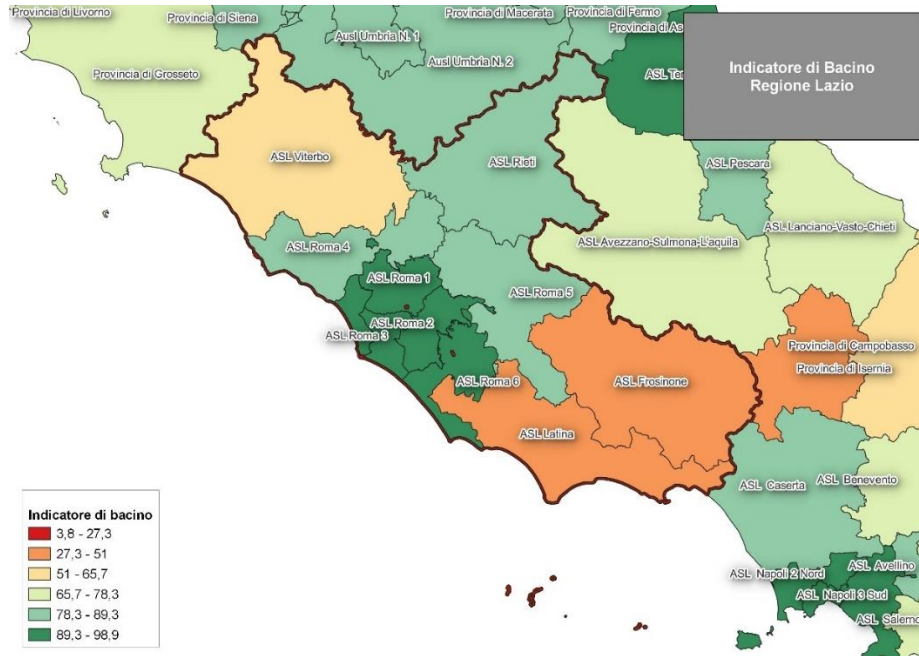 Provincia di Livorno
Provincia di Siena
Provincia di Macerata
Provincia di Fermo
Provincia di As
Ausl Umbria N. 1
Ausl Umbria N. 2
ASL Ter
Indicatore di Bacino
Regione Lazio
Provincia di Grosseto
ASL Viterbo
ASL Rieti
ASL Pescara
ASL Lanciano-Vasto-Chieti
ASL Avezzano-Sulmona-L'aquila
ASL Roma 4
ASL Roma 1
ASL Roma 5
ASL Roma 2
ASL Roma 3
Provincia di Campobasso
Provincia di Isernia
ASL Roma 6
ASL Frosinone
ASL Latina
ASL Caserta
ASL Benevento
ASL Avellino
ASL Napoli 2 Nord
ASL Napoli 3 Sud
ASL Salerno
Indicatore di bacino
3,8 - 27,3
27,3 - 51
51 - 65,7
65,7 - 78,3
78,3 - 89,3
89,3 - 98,9